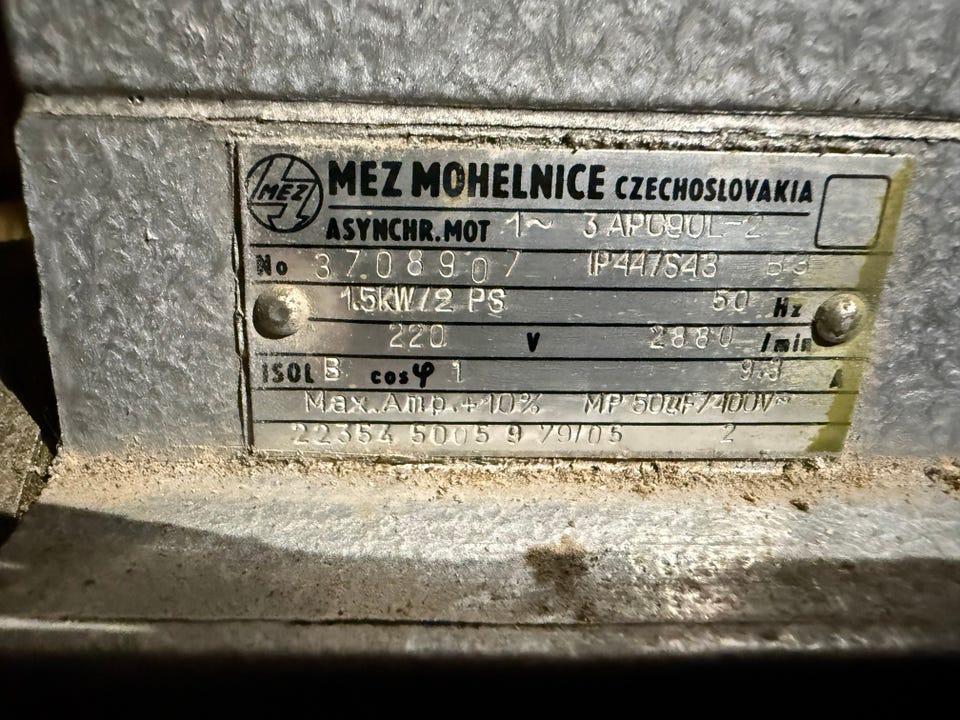 MEZ MEZ MOHELNICE CZECHOSLOVAKIA
ASYNCHR.MOT 1~ 3 APC90L-2
No 3708907 IP44/S43 B3
1.5kW/2 PS 50 Hz
220 V 2880 /min
ISOL B cosφ 1 9.3 A
Max.Amp.+10% MP 50µF/400V~
22354 5005 9 79/05 2